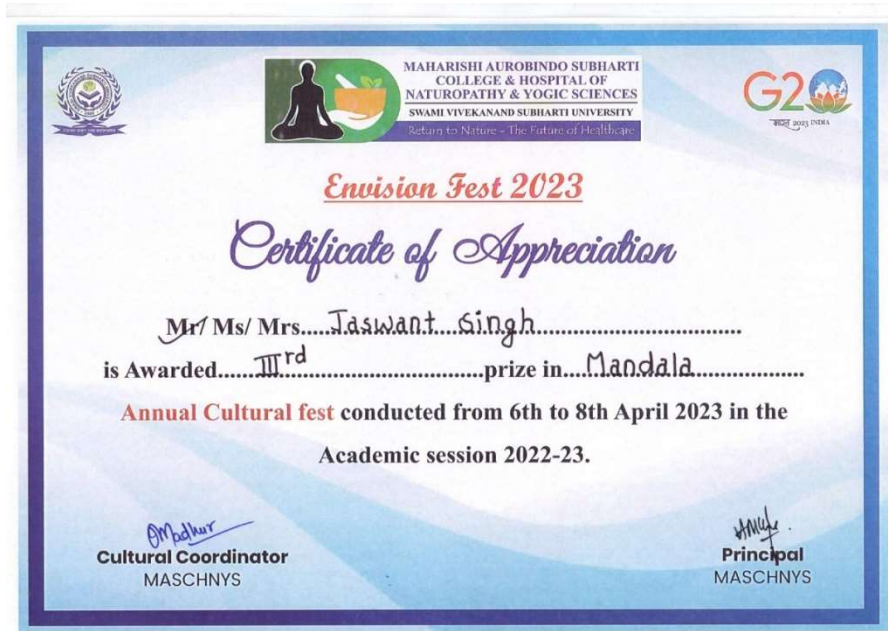 MAHARISHI AUROBINDO SUBHARTI
COLLEGE & HOSPITAL OF
NATUROPATHY & YOGIC SCIENCES
SWAMI VIVEKANAND SUBHARTI UNIVERSITY
Return to Nature - The Future of Healthcare
G20
भारत 2023 INDIA
Envision Fest 2023
Certificate of Appreciation
Mr/ Ms/ Mrs.....Jaswant Singh..................................
is Awarded......IIIrd..................................prize in....Mandala..................
Annual Cultural fest conducted from 6th to 8th April 2023 in the
Academic session 2022-23.
Cultural Coordinator
MASCHNYS
Principal
MASCHNYS